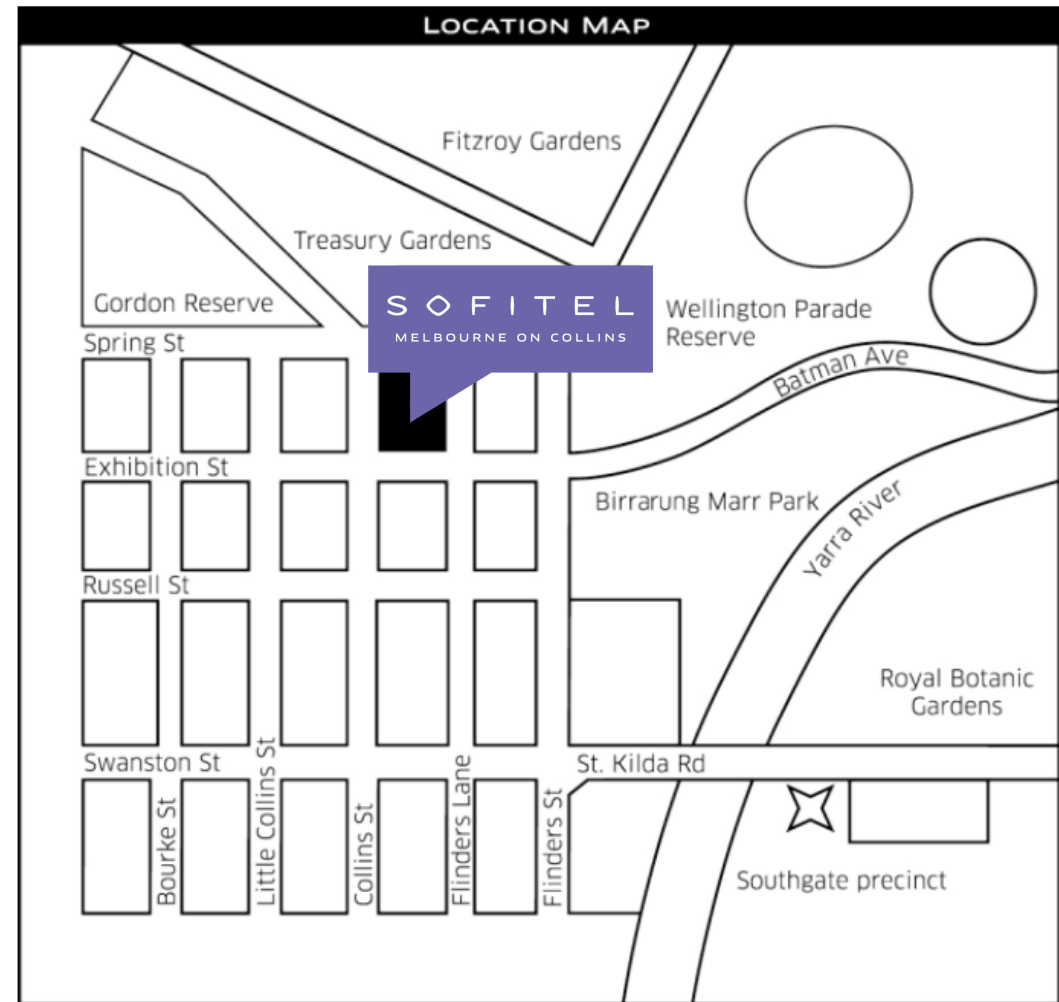 LOCATION MAP
Fitzroy Gardens
Treasury Gardens
Gordon Reserve
SOFITEL
MELBOURNE ON COLLINS
Wellington Parade
Reserve
Spring St
Batman Ave
Exhibition St
Birrarung Marr Park
Yarra River
Russell St
Royal Botanic
Gardens
Swanston St
St. Kilda Rd
Bourke St
Little Collins St
Collins St
Flinders Lane
Flinders St
Southgate precinct